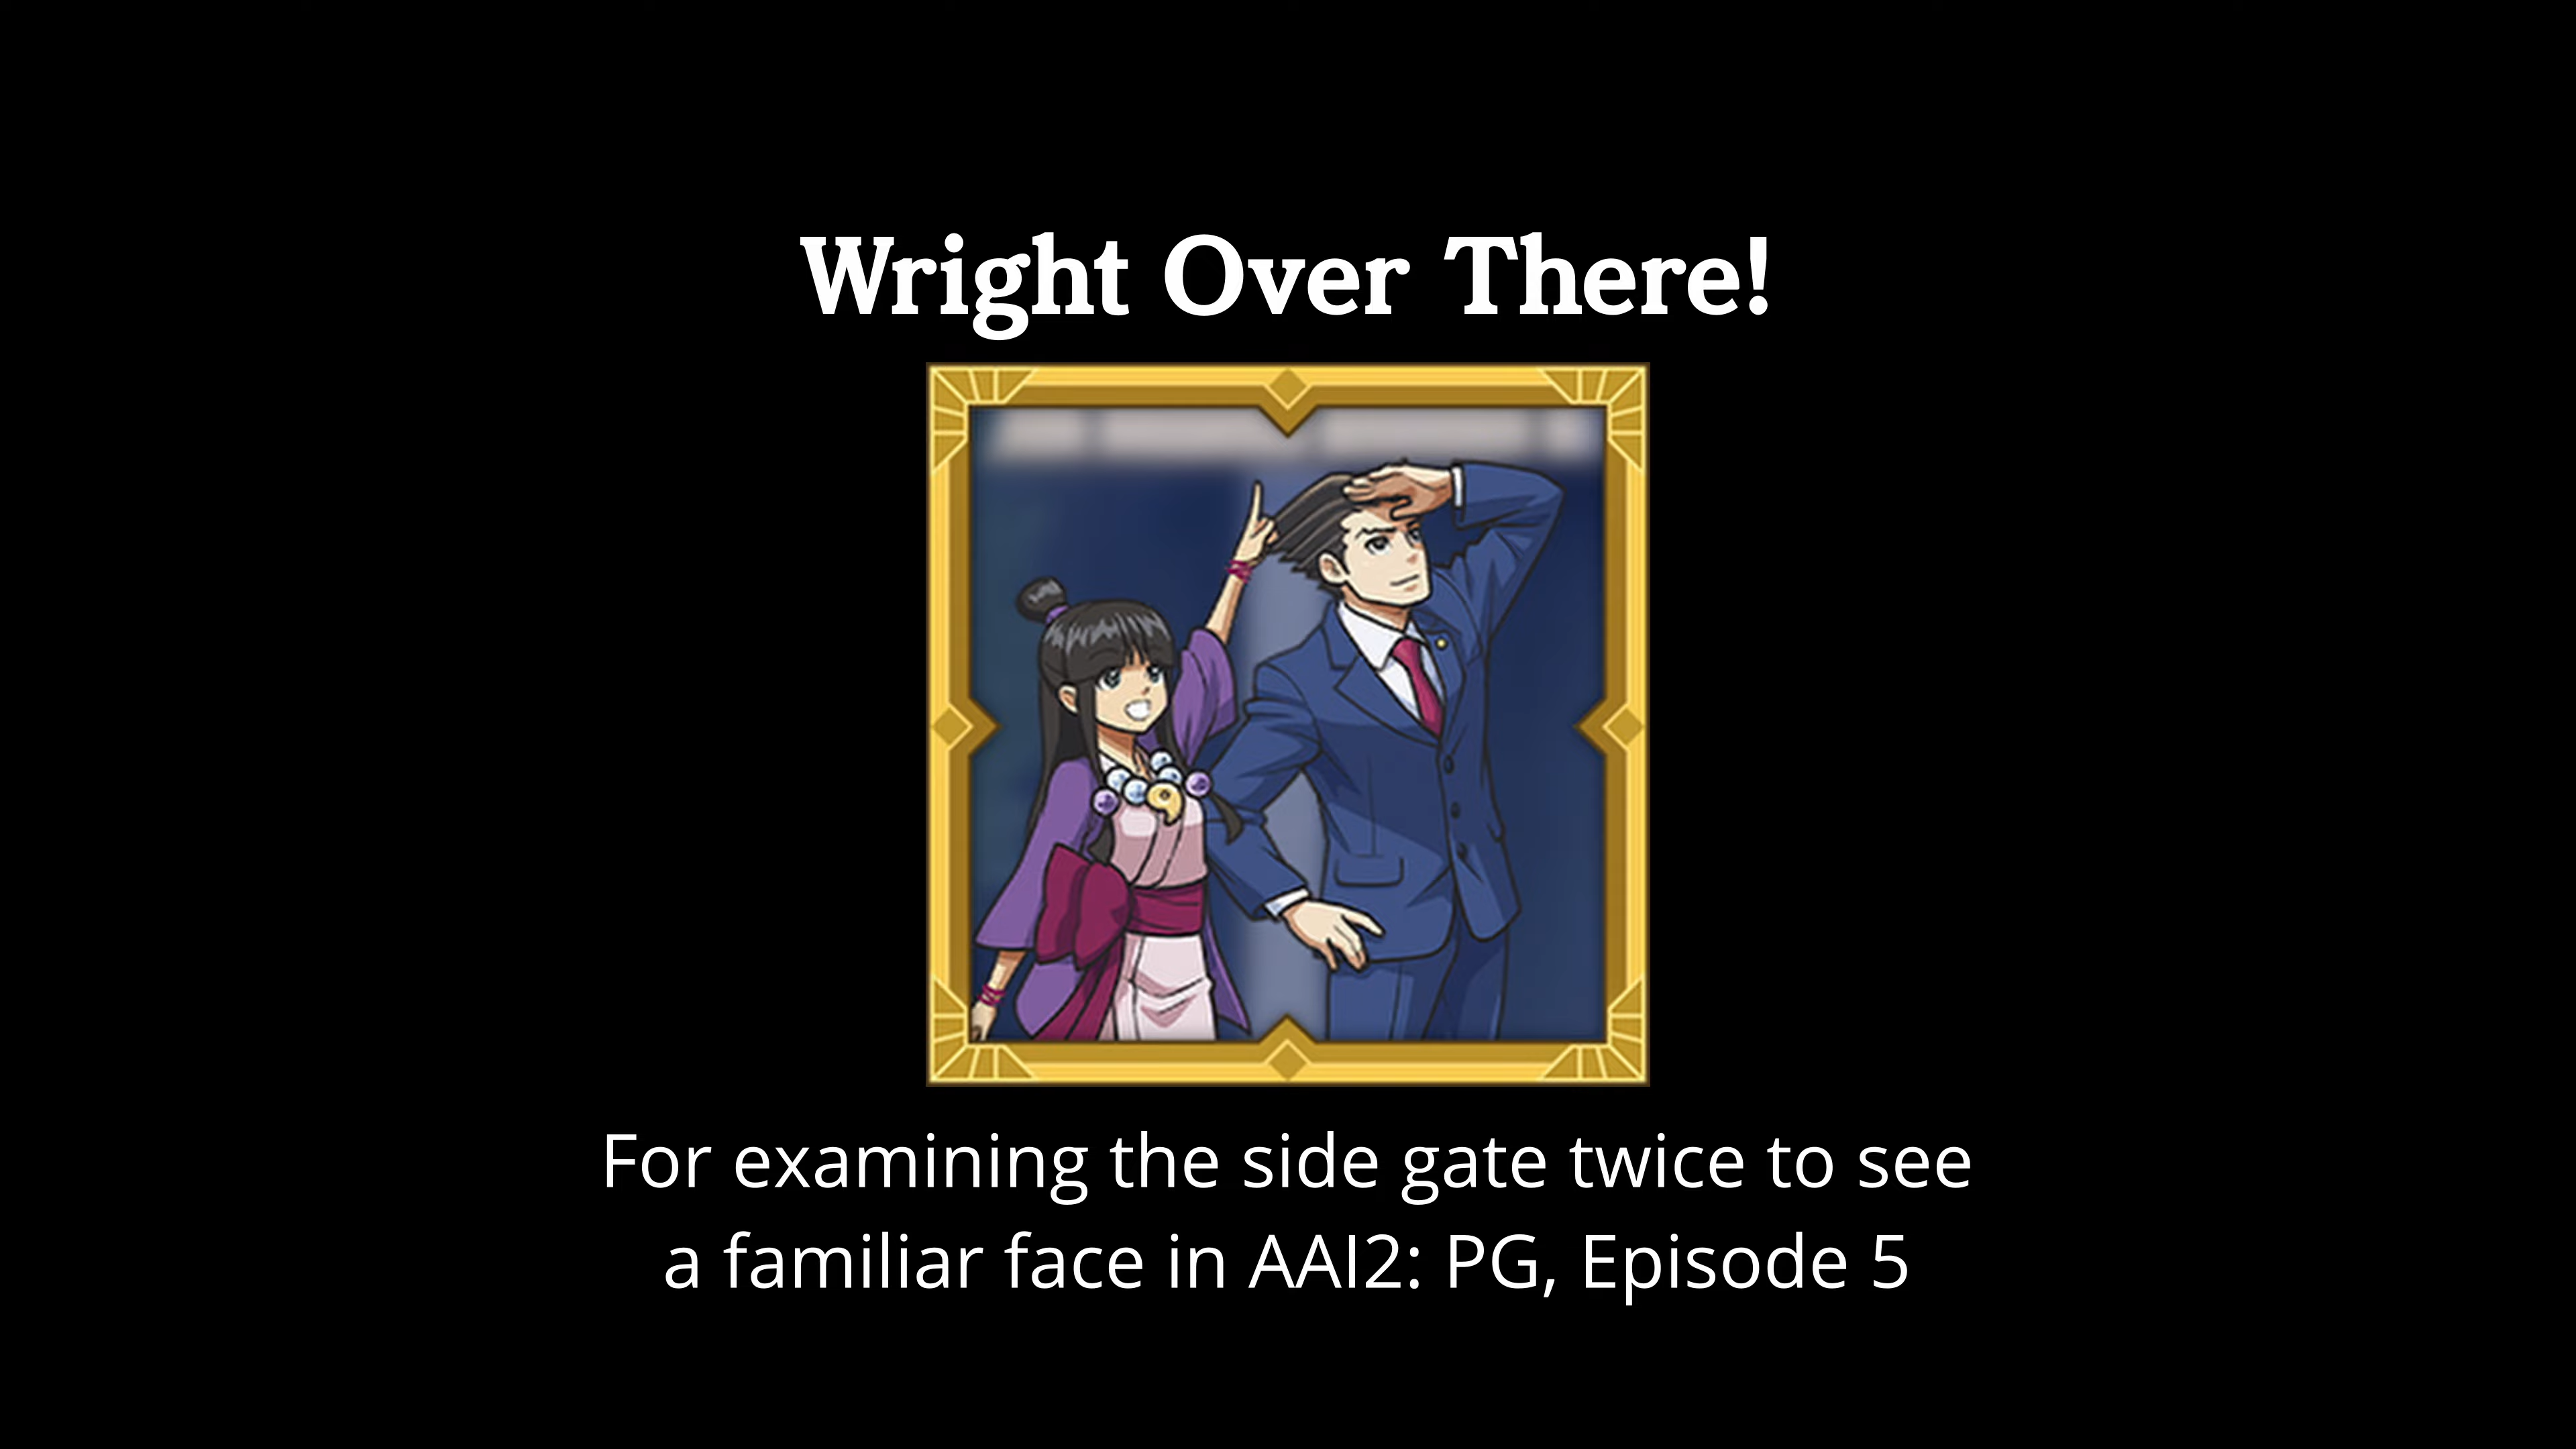 Wright Over There!
For examining the side gate twice to see
a familiar face in AAI2: PG, Episode 5